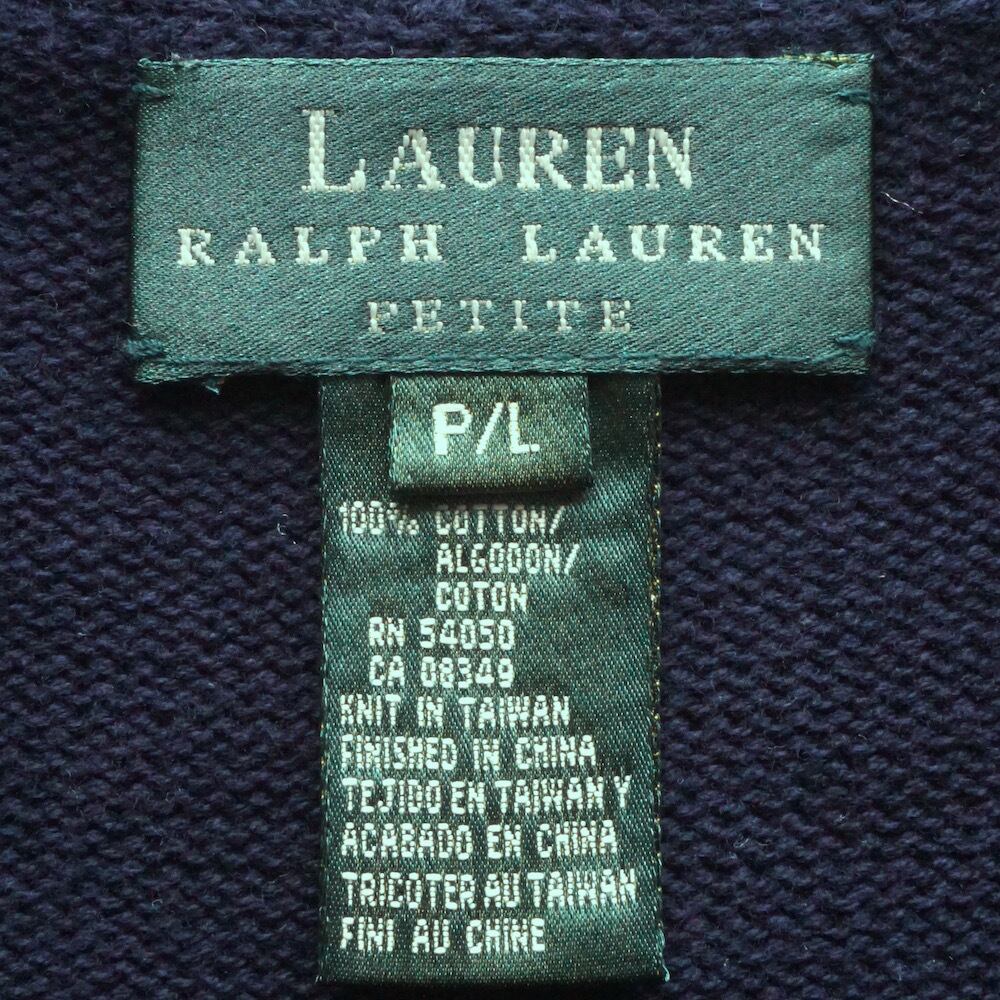 LAUREN
RALPH LAUREN
PETITE
P/L
100% COTTON/
ALGODON/
COTON
RN 54050
CA 08349
KNIT IN TAIWAN
FINISHED IN CHINA
TEJIDO EN TAIWAN Y
ACABADO EN CHINA
TRICOTER AU TAIWAN
FINI AU CHINE